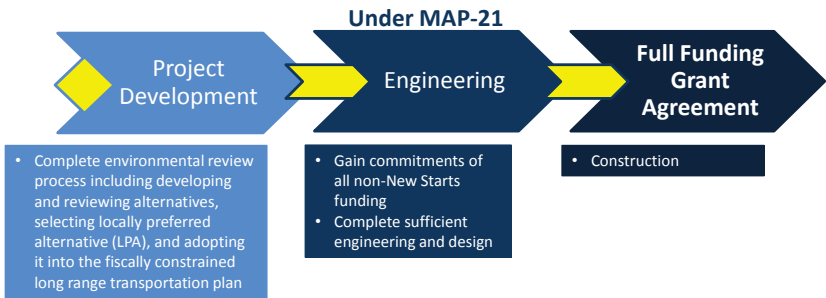 Under MAP-21
Project
Development
Engineering
Full Funding
Grant
Agreement
• Complete environmental review
process including developing
and reviewing alternatives,
selecting locally preferred
alternative (LPA), and adopting
it into the fiscally constrained
long range transportation plan
• Gain commitments of
all non-New Starts
funding
• Complete sufficient
engineering and design
• Construction